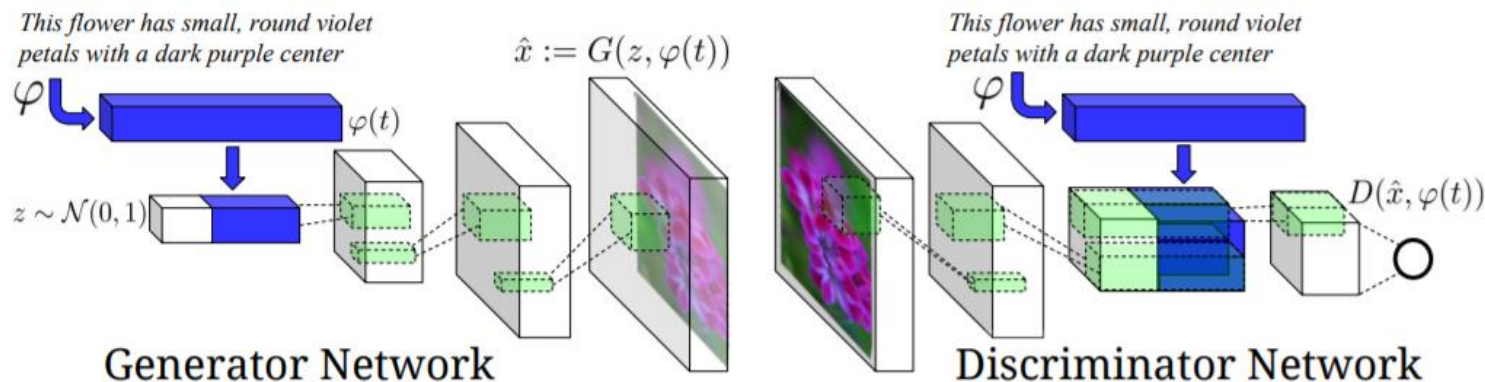 This flower has small, round violet
petals with a dark purple center
φ
φ(t)
z ∼ 𝒩(0, 1)
x̂ := G(z, φ(t))
Generator Network
This flower has small, round violet
petals with a dark purple center
φ
D(x̂, φ(t))
Discriminator Network